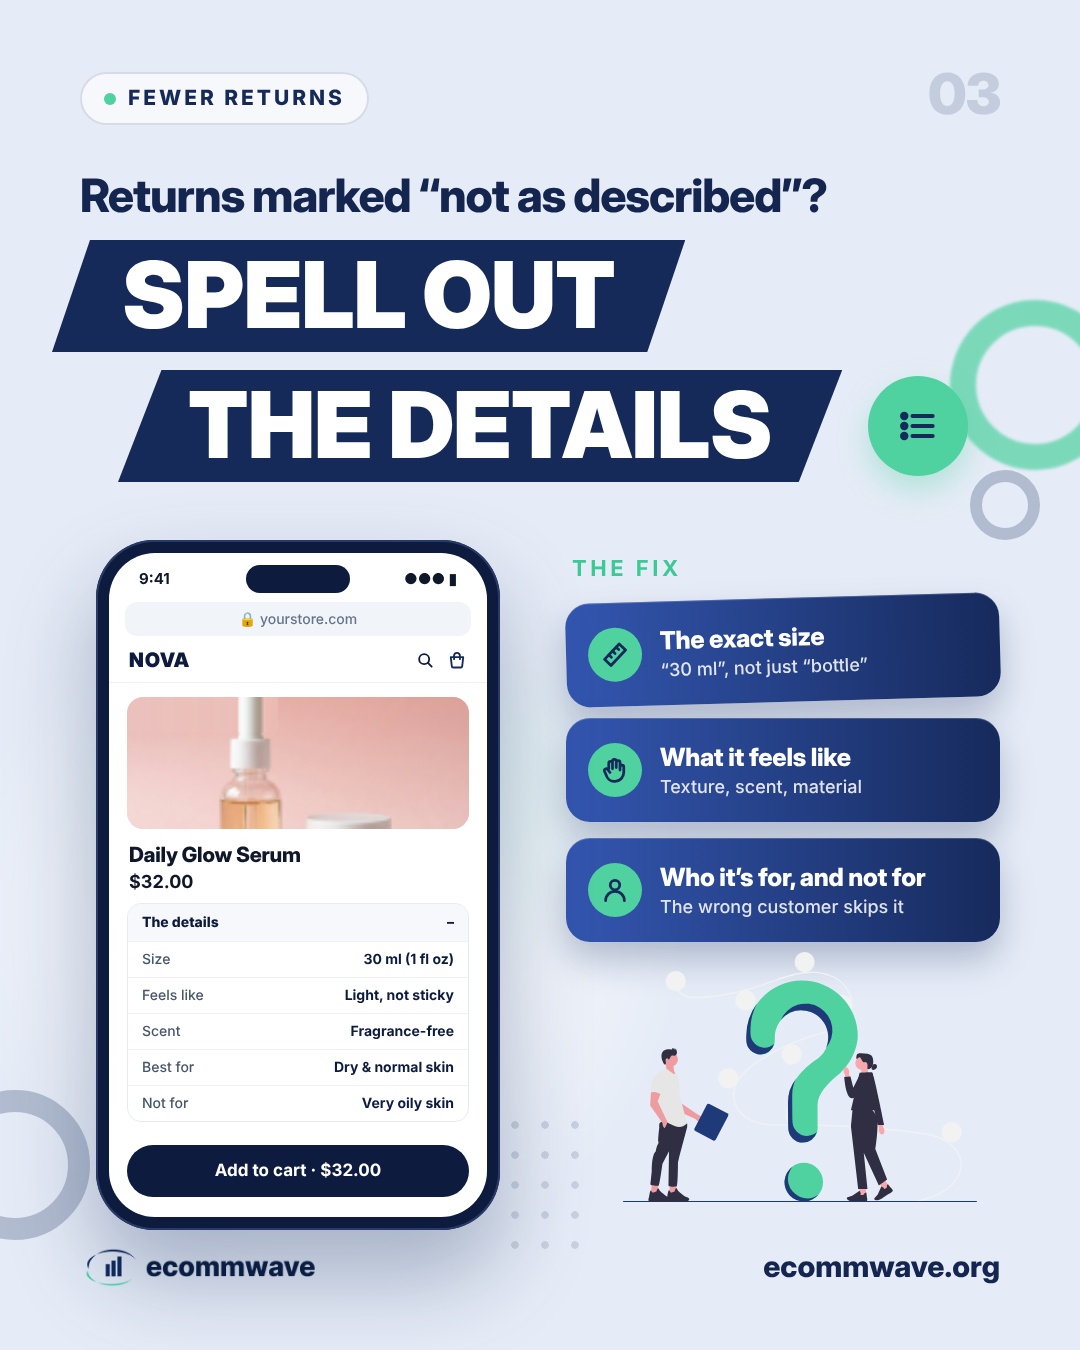 FEWER RETURNS
03
Returns marked “not as described”?
SPELL OUT
THE DETAILS
9:41
yourstore.com
NOVA
Daily Glow Serum
$32.00
The details –
Size 30 ml (1 fl oz)
Feels like Light, not sticky
Scent Fragrance-free
Best for Dry & normal skin
Not for Very oily skin
Add to cart · $32.00
THE FIX
The exact size
“30 ml”, not just “bottle”
What it feels like
Texture, scent, material
Who it’s for, and not for
The wrong customer skips it
?
ecommwave
ecommwave.org